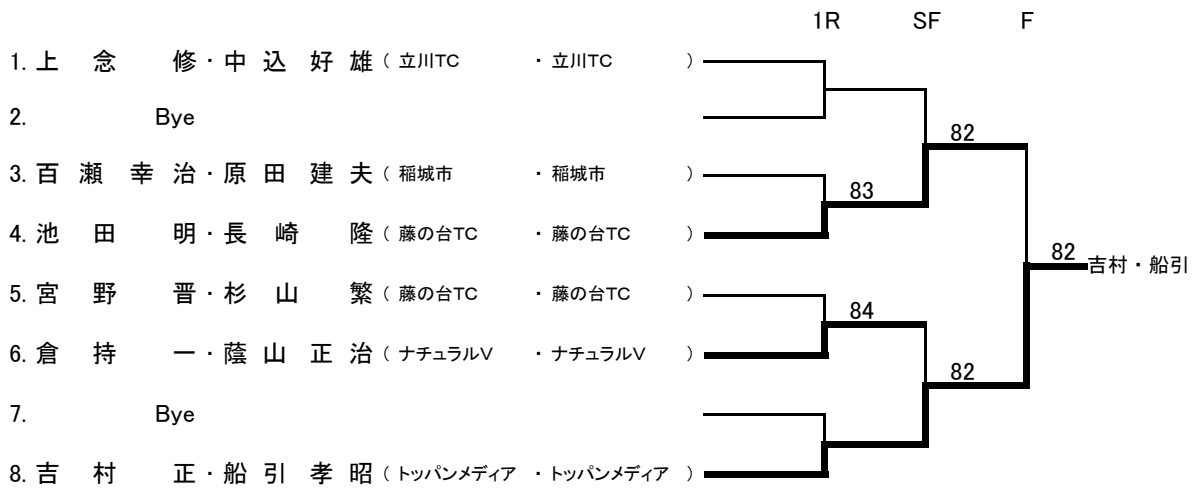 1R SF F
1. 上 念 修・中 込 好 雄 ( 立川TC ・ 立川TC )
2. Bye
82
3. 百 瀬 幸 治・原 田 建 夫 ( 稲城市 ・ 稲城市 )
83
4. 池 田 明・長 崎 隆 ( 藤の台TC ・ 藤の台TC )
82 吉村・船引
5. 宮 野 晋・杉 山 繁 ( 藤の台TC ・ 藤の台TC )
84
6. 倉 持 一・蔭 山 正 治 ( ナチュラルV ・ ナチュラルV )
82
7. Bye
8. 吉 村 正・船 引 孝 昭 ( トッパンメディア ・ トッパンメディア )